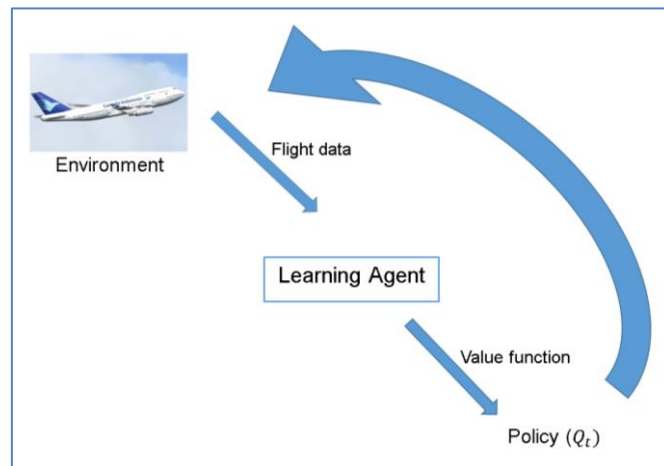 Flight data
Environment
Learning Agent
Value function
Policy (Qₜ)